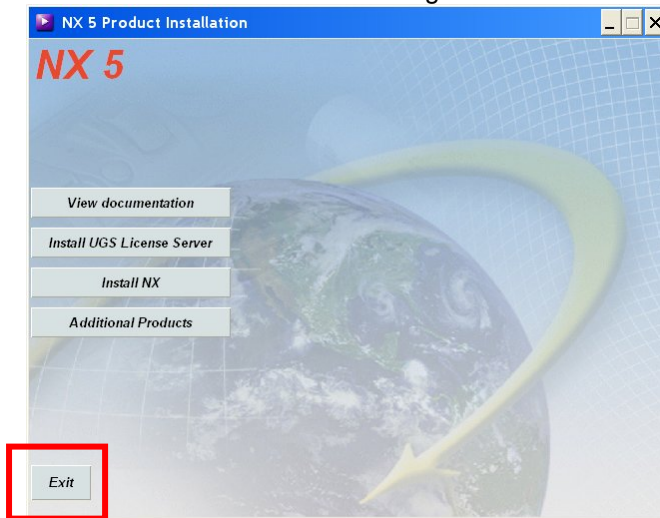 NX 5 Product Installation
NX 5
View documentation
Install UGS License Server
Install NX
Additional Products
Exit